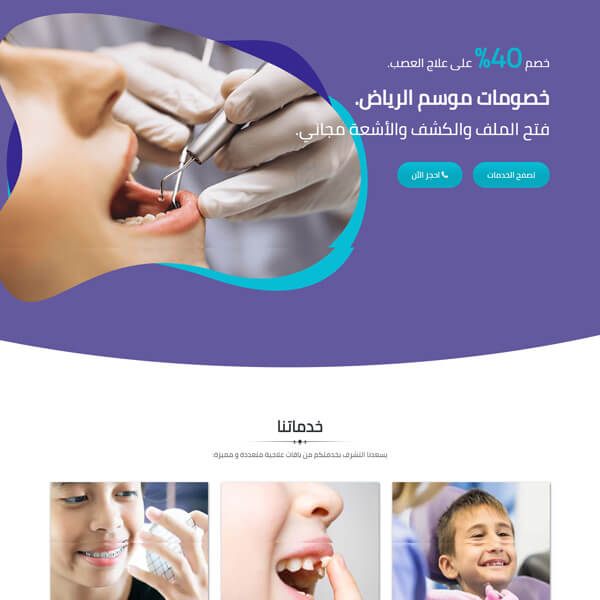 خصم 40% على علاج العصب.
خصومات موسم الرياض.
فتح الملف والكشف والأشعة مجاني.
تصفح الخدمات
احجز الآن
خدماتنا
يسعدنا التشرف بخدمتكم من باقات علاجية متعددة و مميزة